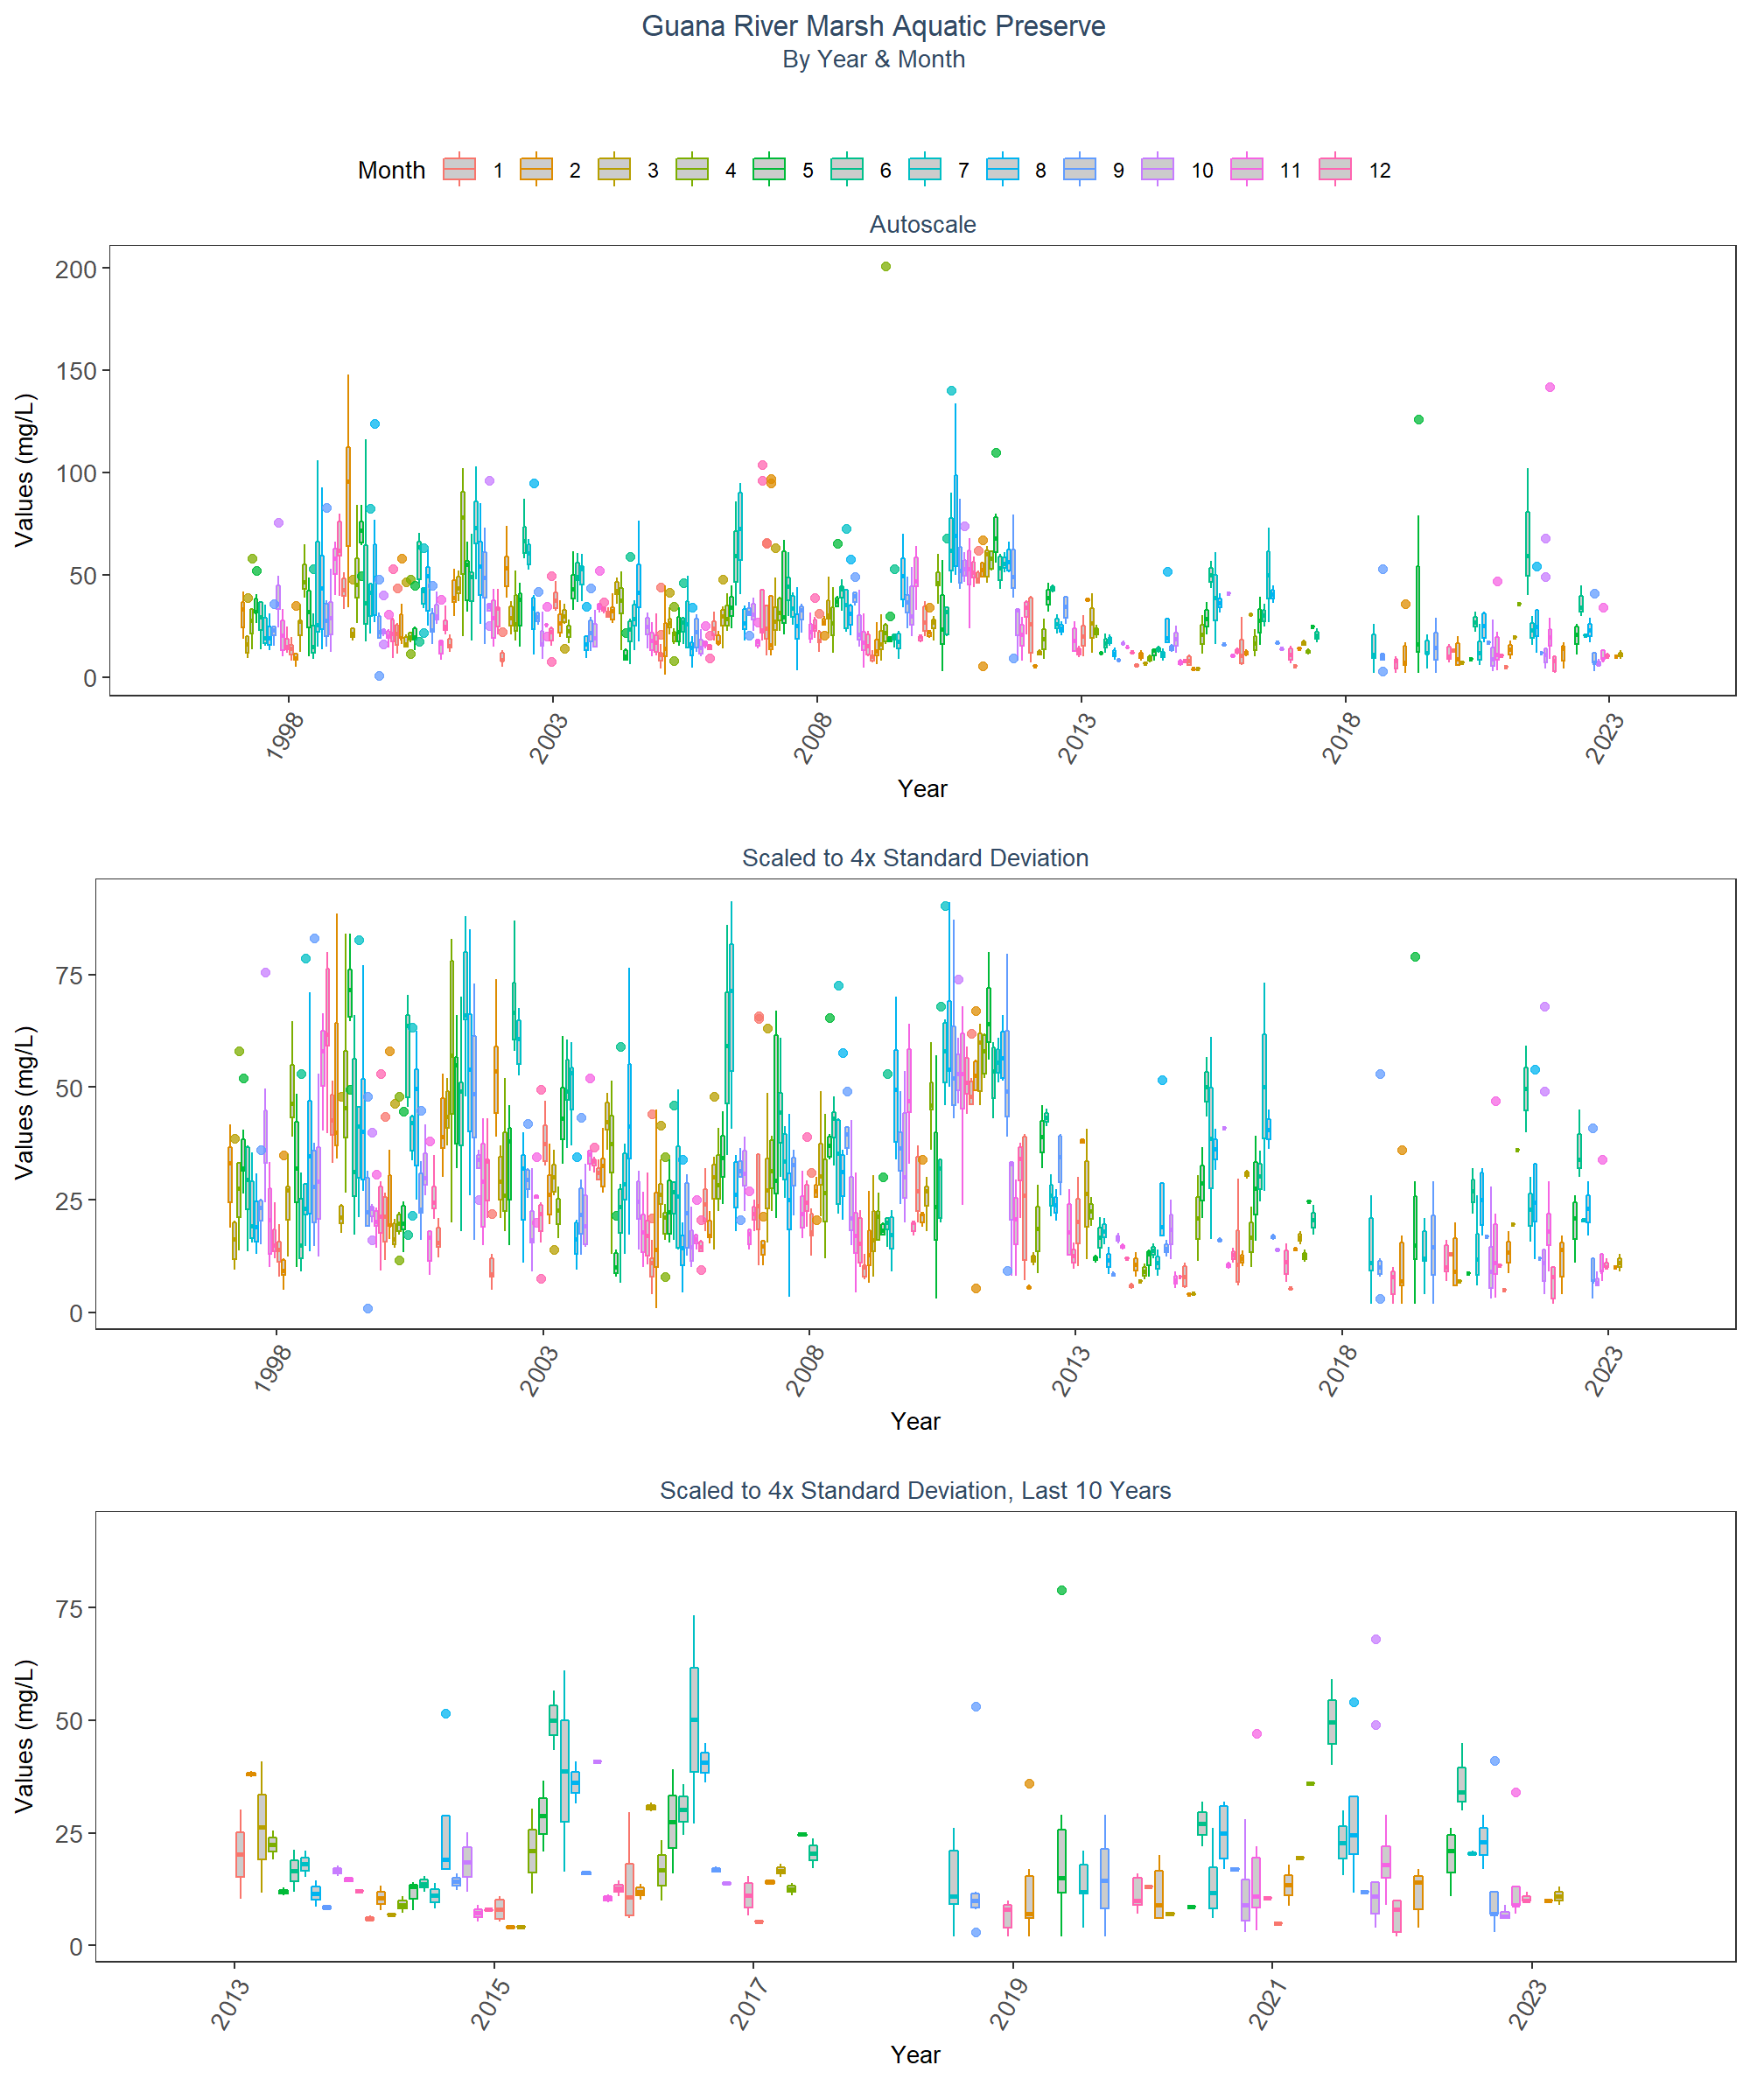 Guana River Marsh Aquatic Preserve
By Year & Month
Month 1 2 3 4 5 6 7 8 9 10 11 12
Autoscale
200
150
100
50
0
Values (mg/L)
1998 2003 2008 2013 2018 2023
Year
Scaled to 4x Standard Deviation
75
50
25
0
Values (mg/L)
1998 2003 2008 2013 2018 2023
Year
Scaled to 4x Standard Deviation, Last 10 Years
75
50
25
0
Values (mg/L)
2013 2015 2017 2019 2021 2023
Year